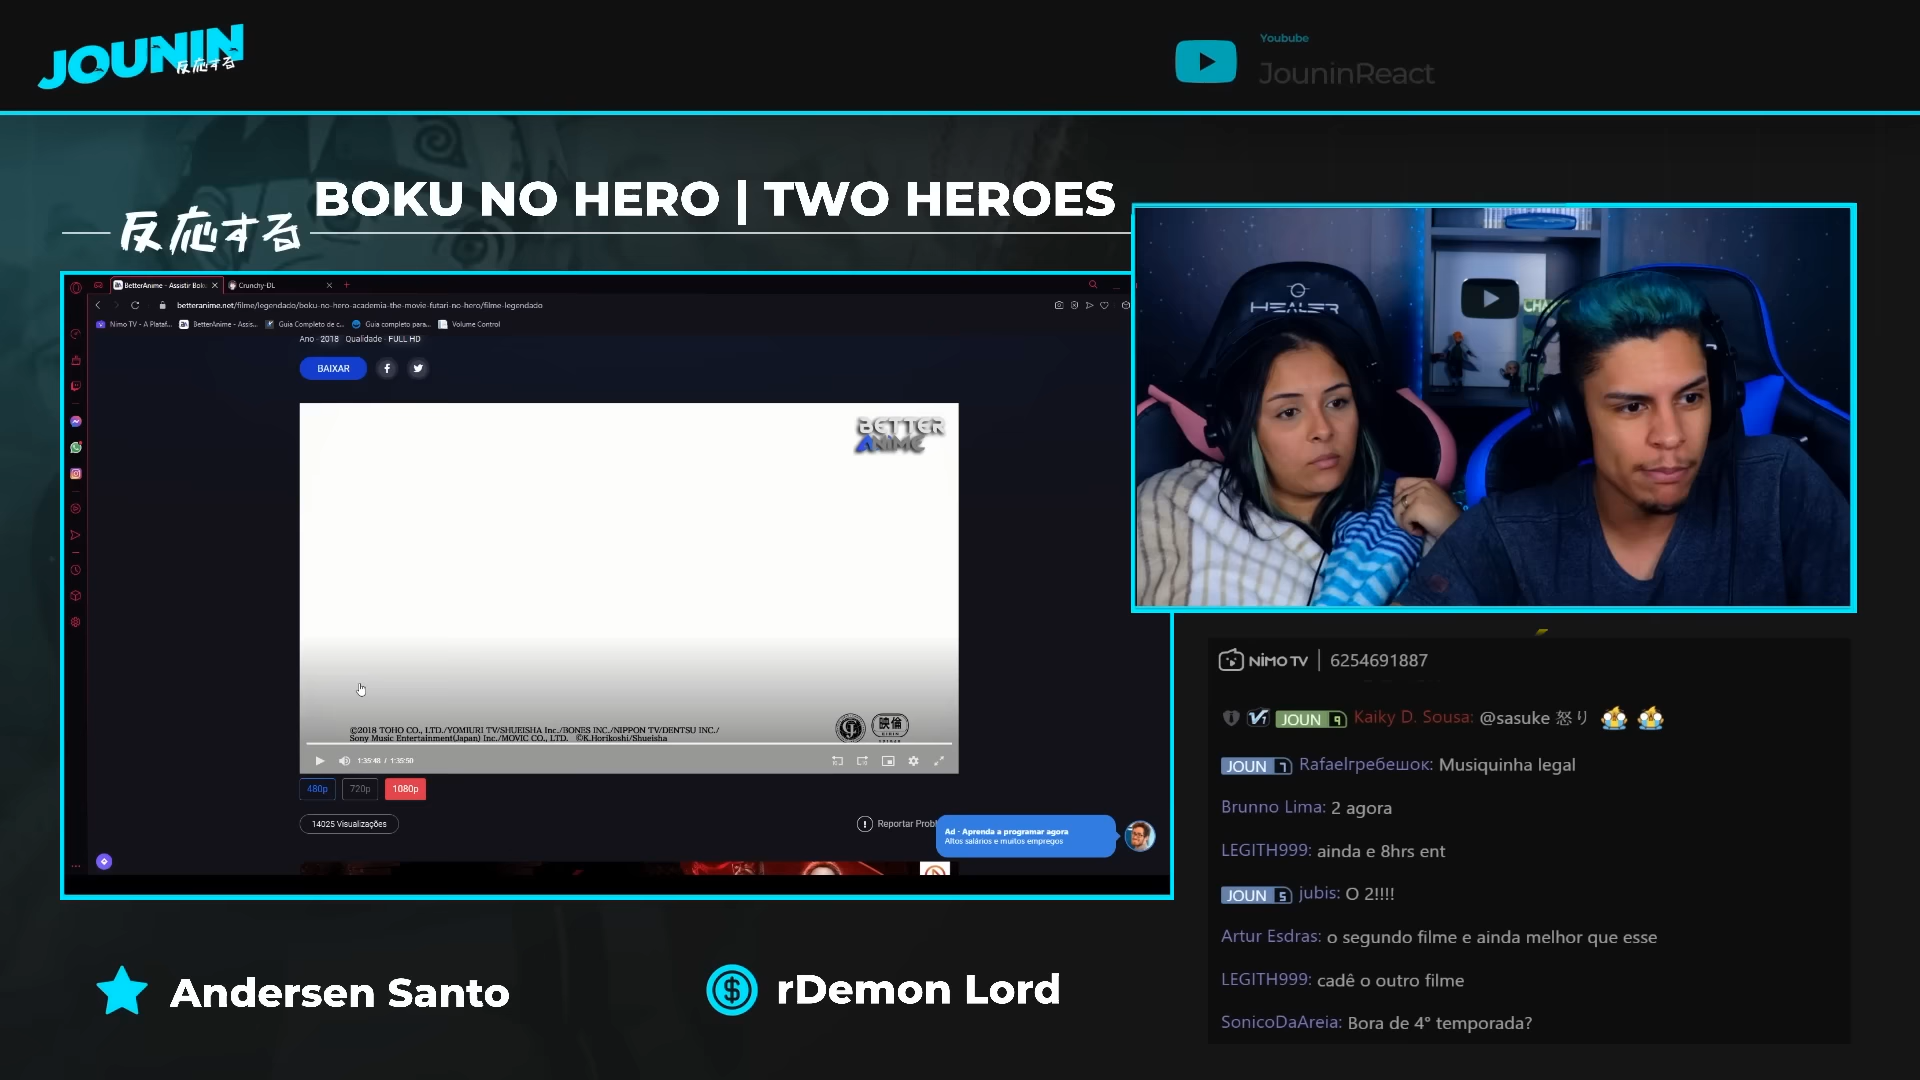 JOUNIN
反応する
Youbube
JouninReact
BOKU NO HERO | TWO HEROES
反応する
BetterAnime - Assistir Boku
Crunchy-DL
betteranime.net/filme/legendado/boku-no-hero-academia-the-movie-futari-no-hero/filme-legendado
Nimo TV - A Plataf...
BetterAnime - Assis...
Guia Completo de c...
Guia completo para...
Volume Control
Ano - 2018 Qualidade - FULL HD
BAIXAR
BETTER
ANIME
©2018 TOHO CO., LTD./YOMIURI TV/SHUEISHA Inc./BONES INC./NIPPON TV/DENTSU INC./
Sony Music Entertainment(Japan) Inc./MOVIC CO., LTD. ©K.Horikoshi/Shueisha
映倫
EIRIN
1:35:48 / 1:35:50
480p
720p
1080p
14025 Visualizações
Reportar Probl
Ad - Aprenda a programar agora
Altos salários e muitos empregos
HEALER
NIMO TV | 6254691887
V1 JOUN 9 Kaiky D. Sousa: @sasuke 怒り
JOUN 7 Rafaelгребешок: Musiquinha legal
Brunno Lima: 2 agora
LEGITH999: ainda e 8hrs ent
JOUN 5 jubis: O 2!!!!
Artur Esdras: o segundo filme e ainda melhor que esse
LEGITH999: cadê o outro filme
SonicoDaAreia: Bora de 4° temporada?
Andersen Santo
rDemon Lord